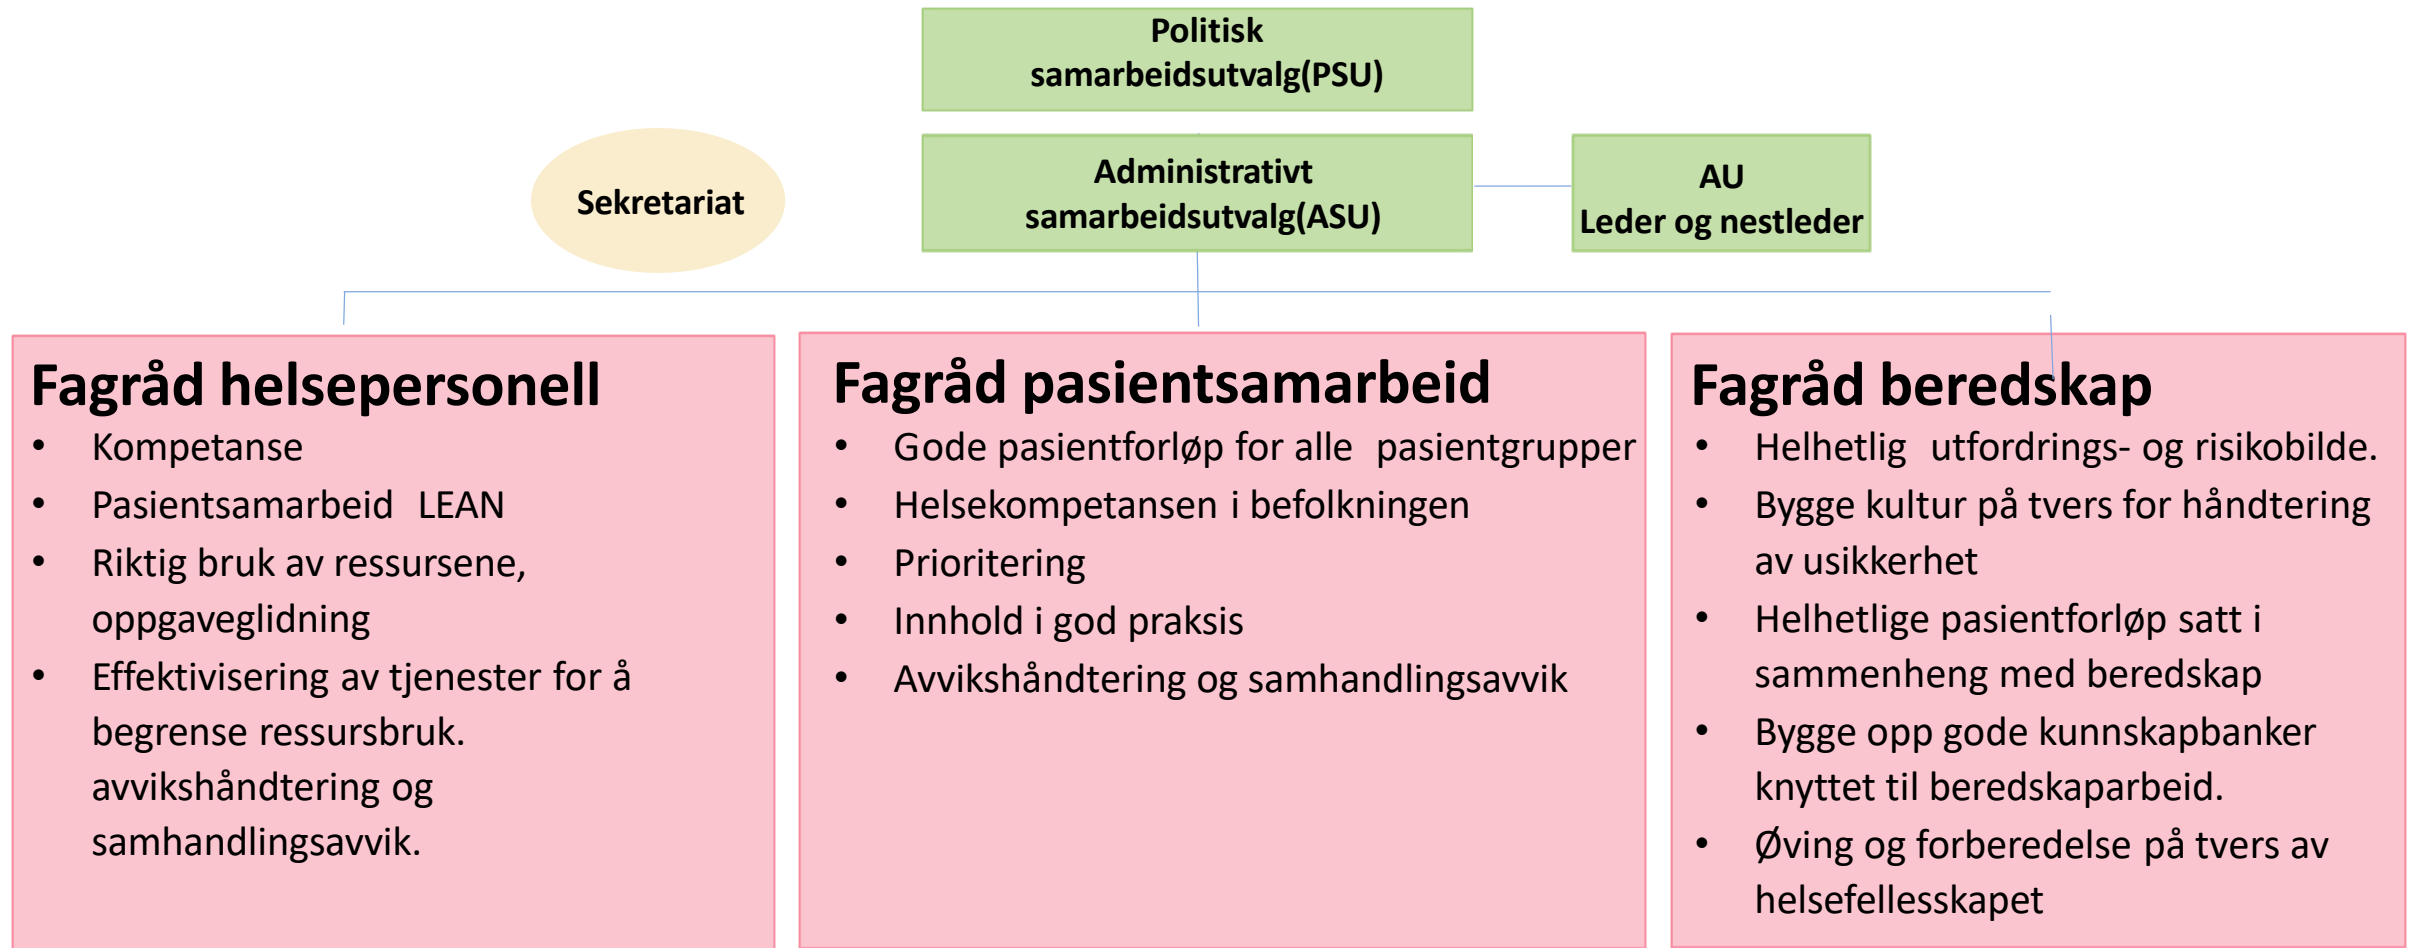 Politisk
samarbeidsutvalg(PSU)
Sekretariat
Administrativt
samarbeidsutvalg(ASU)
AU
Leder og nestleder
Fagråd helsepersonell
• Kompetanse
• Pasientsamarbeid LEAN
• Riktig bruk av ressursene,
oppgaveglidning
• Effektivisering av tjenester for å
begrense ressursbruk.
avvikshåndtering og
samhandlingsavvik.
Fagråd pasientsamarbeid
• Gode pasientforløp for alle pasientgrupper
• Helsekompetansen i befolkningen
• Prioritering
• Innhold i god praksis
• Avvikshåndtering og samhandlingsavvik
Fagråd beredskap
• Helhetlig utfordrings- og risikobilde.
• Bygge kultur på tvers for håndtering
av usikkerhet
• Helhetlige pasientforløp satt i
sammenheng med beredskap
• Bygge opp gode kunnskapbanker
knyttet til beredskaparbeid.
• Øving og forberedelse på tvers av
helsefellesskapet